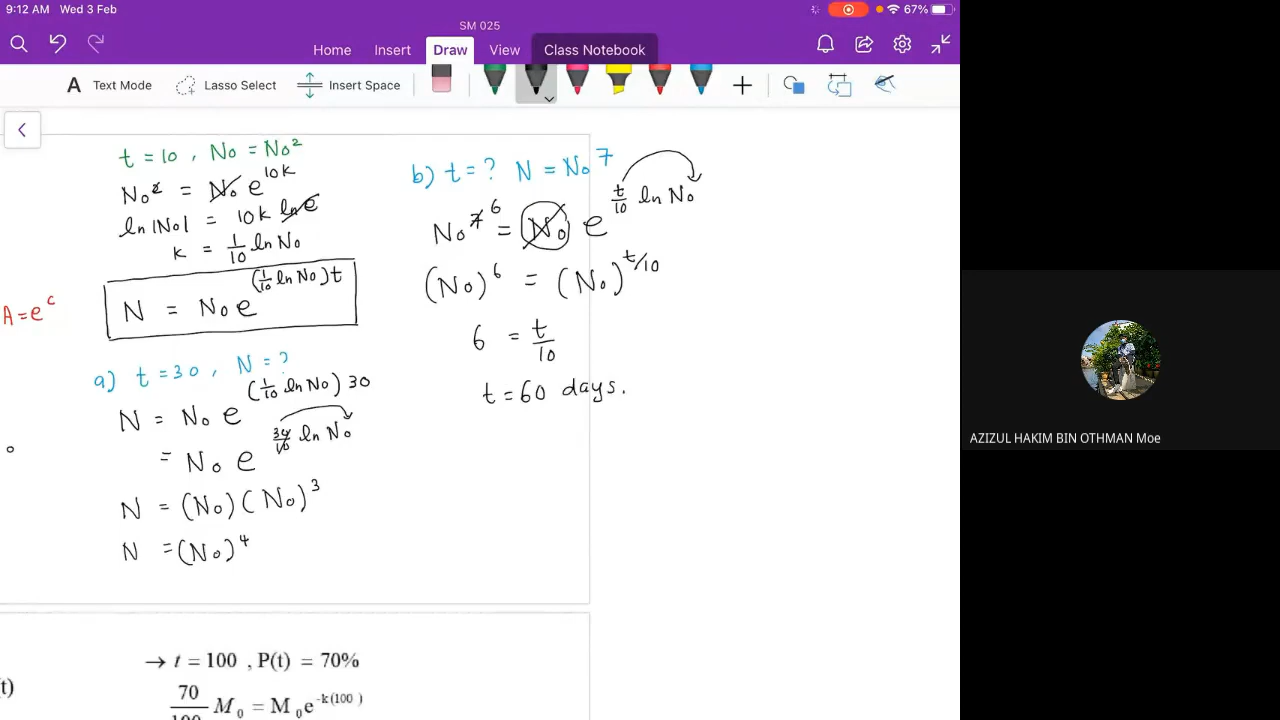 9:12 AM Wed 3 Feb
67%
SM 025
Home Insert Draw View Class Notebook
Text Mode Lasso Select Insert Space
t = 10 , No = No²
No² = No e^10k
ln |No| = 10k ln e
k = 1/10 ln No
N = No e^(1/10 ln No) t
A = e^c
a) t = 30 , N = ?
N = No e^(1/10 ln No) 30
= No e^30/10 ln No
N = (No)(No)³
N = (No)⁴
b) t = ? N = No⁷
No^7 6 = No e^t/10 ln No
(No)⁶ = (No)^t/10
6 = t/10
t = 60 days.
(t)
→ t = 100 , P(t) = 70%
70/100 M₀ = M₀e^-k(100)
AZIZUL HAKIM BIN OTHMAN Moe